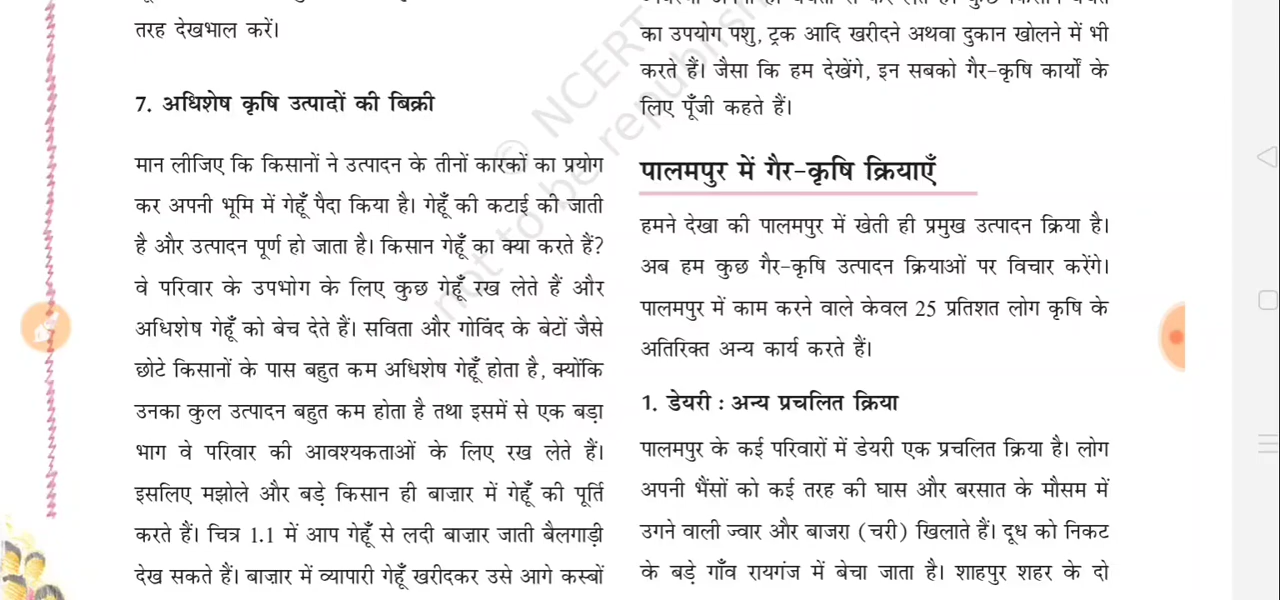 तरह देखभाल करें।
7. अधिशेष कृषि उत्पादों की बिक्री
मान लीजिए कि किसानों ने उत्पादन के तीनों कारकों का प्रयोग
कर अपनी भूमि में गेहूँ पैदा किया है। गेहूँ की कटाई की जाती
है और उत्पादन पूर्ण हो जाता है। किसान गेहूँ का क्या करते हैं?
वे परिवार के उपभोग के लिए कुछ गेहूँ रख लेते हैं और
अधिशेष गेहूँ को बेच देते हैं। सविता और गोविंद के बेटों जैसे
छोटे किसानों के पास बहुत कम अधिशेष गेहूँ होता है, क्योंकि
उनका कुल उत्पादन बहुत कम होता है तथा इसमें से एक बड़ा
भाग वे परिवार की आवश्यकताओं के लिए रख लेते हैं।
इसलिए मझोले और बड़े किसान ही बाज़ार में गेहूँ की पूर्ति
करते हैं। चित्र 1.1 में आप गेहूँ से लदी बाज़ार जाती बैलगाड़ी
देख सकते हैं। बाज़ार में व्यापारी गेहूँ खरीदकर उसे आगे कस्बों
का उपयोग पशु, ट्रक आदि खरीदने अथवा दुकान खोलने में भी
करते हैं। जैसा कि हम देखेंगे, इन सबको गैर-कृषि कार्यों के
लिए पूँजी कहते हैं।
पालमपुर में गैर-कृषि क्रियाएँ
हमने देखा की पालमपुर में खेती ही प्रमुख उत्पादन क्रिया है।
अब हम कुछ गैर-कृषि उत्पादन क्रियाओं पर विचार करेंगे।
पालमपुर में काम करने वाले केवल 25 प्रतिशत लोग कृषि के
अतिरिक्त अन्य कार्य करते हैं।
1. डेयरी : अन्य प्रचलित क्रिया
पालमपुर के कई परिवारों में डेयरी एक प्रचलित क्रिया है। लोग
अपनी भैंसों को कई तरह की घास और बरसात के मौसम में
उगने वाली ज्वार और बाजरा (चरी) खिलाते हैं। दूध को निकट
के बड़े गाँव रायगंज में बेचा जाता है। शाहपुर शहर के दो
© NCERT
not to be republish